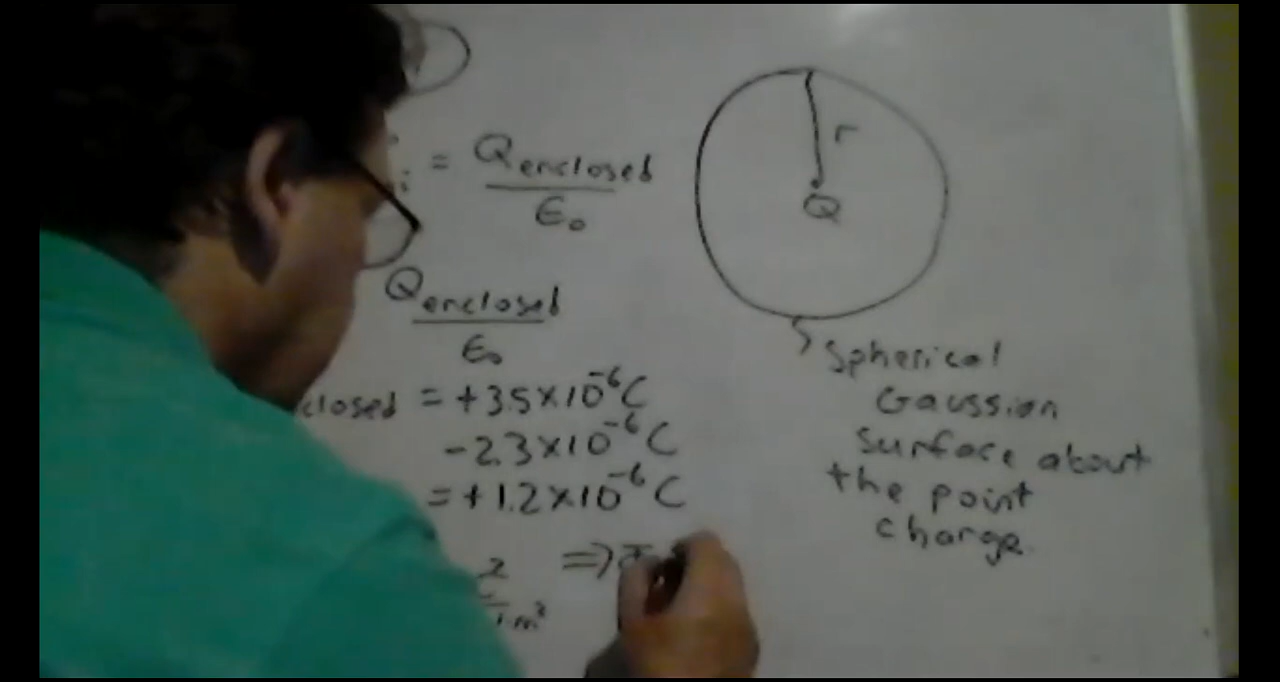 = Qenclosed
ϵ₀
Qenclosed
ϵ₀
closed = +3.5×10⁻⁶C
-2.3×10⁻⁶C
= +1.2×10⁻⁶C
⇒
m²
r
Q
Spherical
Gaussian
surface about
the point
charge.